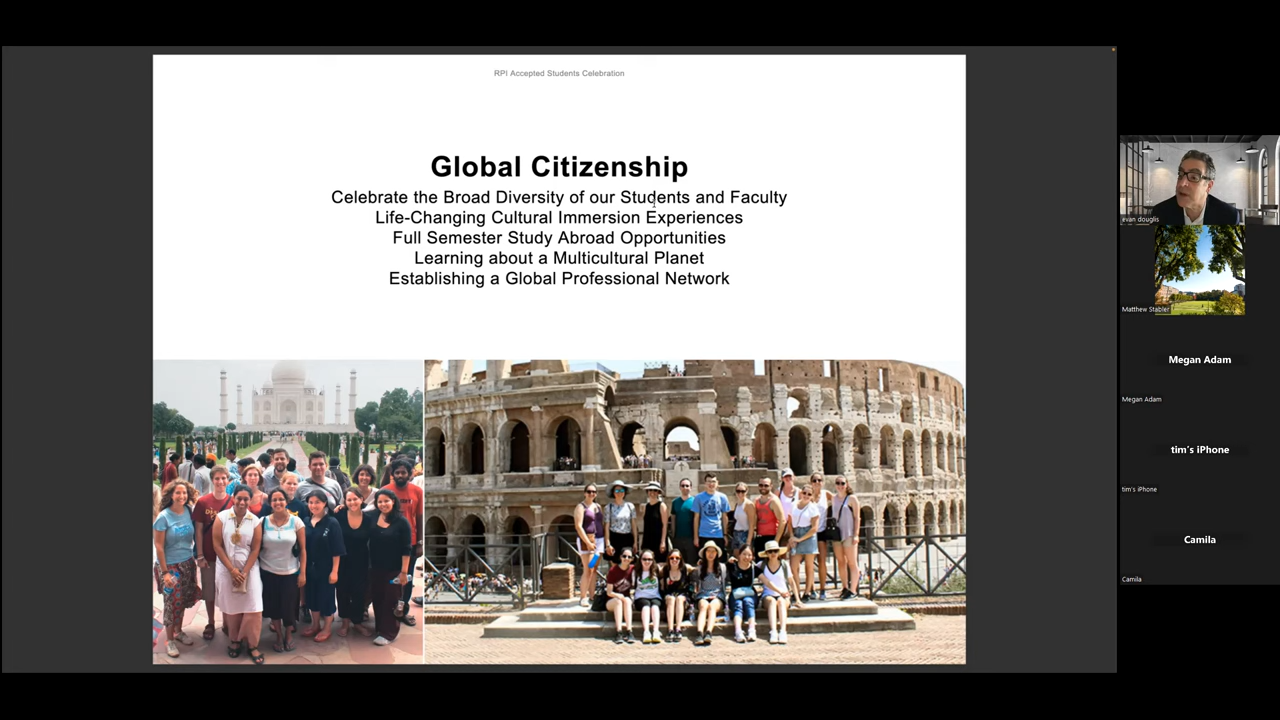 RPI Accepted Students Celebration
Global Citizenship
Celebrate the Broad Diversity of our Students and Faculty
Life-Changing Cultural Immersion Experiences
Full Semester Study Abroad Opportunities
Learning about a Multicultural Planet
Establishing a Global Professional Network
evan douglis
Matthew Stabler
Megan Adam
Megan Adam
tim's iPhone
tim's iPhone
Camila
Camila